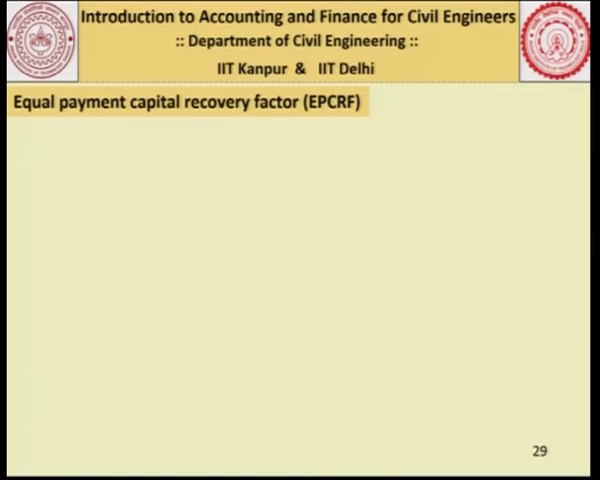 Introduction to Accounting and Finance for Civil Engineers
:: Department of Civil Engineering ::
IIT Kanpur & IIT Delhi
Equal payment capital recovery factor (EPCRF)
29